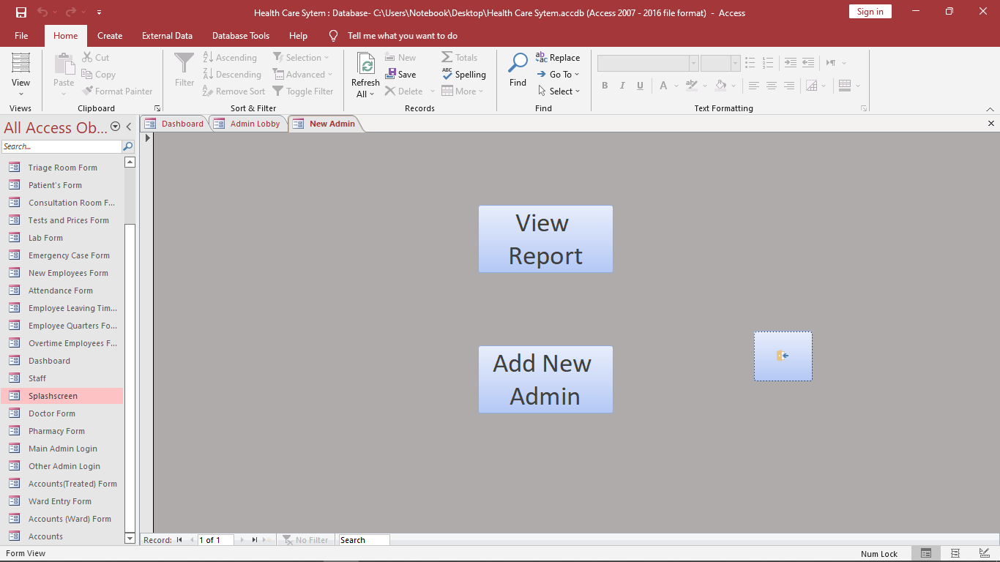 Health Care Sytem : Database- C:\Users\Notebook\Desktop\Health Care Sytem.accdb (Access 2007 - 2016 file format) - Access
Sign in
File Home Create External Data Database Tools Help Tell me what you want to do
View
Views
Paste
Cut
Copy
Format Painter
Clipboard
Filter
Ascending
Descending
Remove Sort
Selection
Advanced
Toggle Filter
Sort & Filter
Refresh
All
New
Save
Delete
Totals
Spelling
More
Records
Find
Replace
Go To
Select
Find
B I U A
Text Formatting
All Access Ob...
Search...
Dashboard Admin Lobby New Admin
Triage Room Form
Patient's Form
Consultation Room F...
Tests and Prices Form
Lab Form
Emergency Case Form
New Employees Form
Attendance Form
Employee Leaving Tim...
Employee Quarters Fo...
Overtime Employees F...
Dashboard
Staff
Splashscreen
Doctor Form
Pharmacy Form
Main Admin Login
Other Admin Login
Accounts(Treated) Form
Ward Entry Form
Accounts (Ward) Form
Accounts
View
Report
Add New
Admin
Record: 1 of 1 No Filter Search
Form View
Num Lock